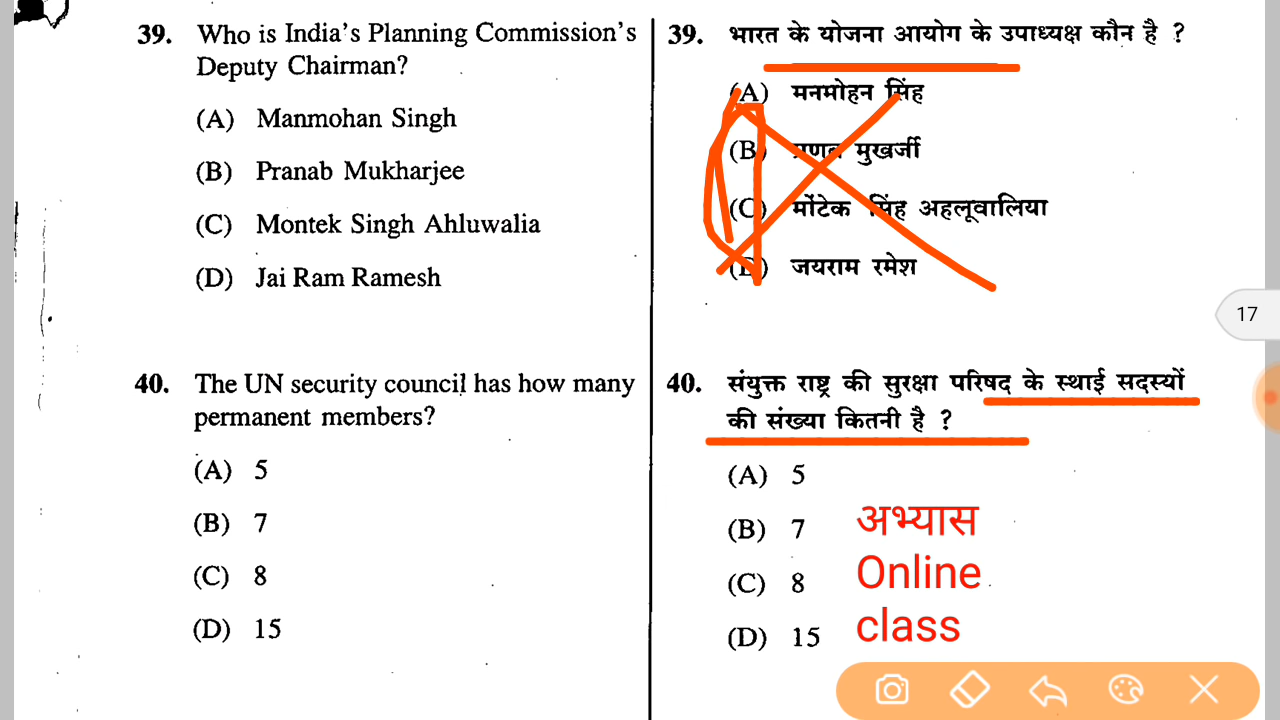 39. Who is India's Planning Commission's
Deputy Chairman?
(A) Manmohan Singh
(B) Pranab Mukharjee
(C) Montek Singh Ahluwalia
(D) Jai Ram Ramesh
40. The UN security council has how many
permanent members?
(A) 5
(B) 7
(C) 8
(D) 15
39. भारत के योजना आयोग के उपाध्यक्ष कौन है ?
(A) मनमोहन सिंह
(B) प्रणब मुखर्जी
(C) मोंटेक सिंह अहलूवालिया
(D) जयराम रमेश
40. संयुक्त राष्ट्र की सुरक्षा परिषद के स्थाई सदस्यों
की संख्या कितनी है ?
(A) 5
(B) 7
(C) 8
(D) 15
अभ्यास
Online
class
17